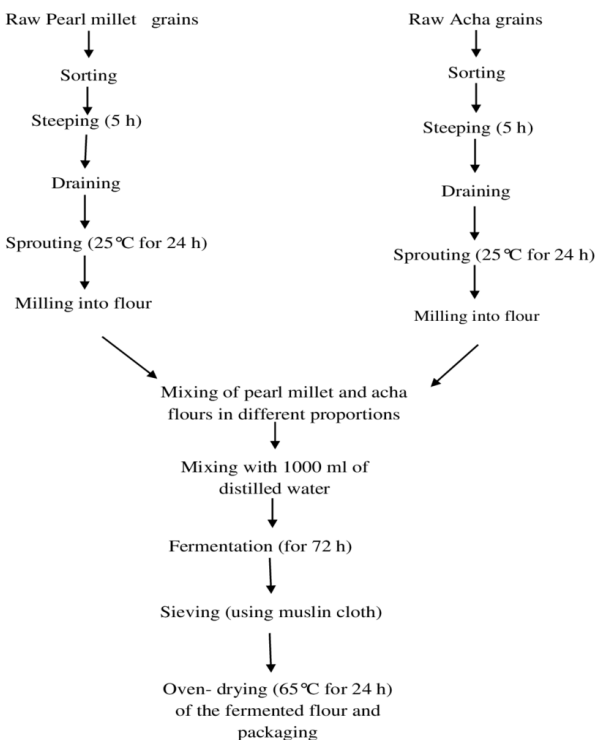 Raw Pearl millet grains
Sorting
Steeping (5 h)
Draining
Sprouting (25°C for 24 h)
Milling into flour
Raw Acha grains
Sorting
Steeping (5 h)
Draining
Sprouting (25°C for 24 h)
Milling into flour
Mixing of pearl millet and acha
flours in different proportions
Mixing with 1000 ml of
distilled water
Fermentation (for 72 h)
Sieving (using muslin cloth)
Oven- drying (65°C for 24 h)
of the fermented flour and
packaging